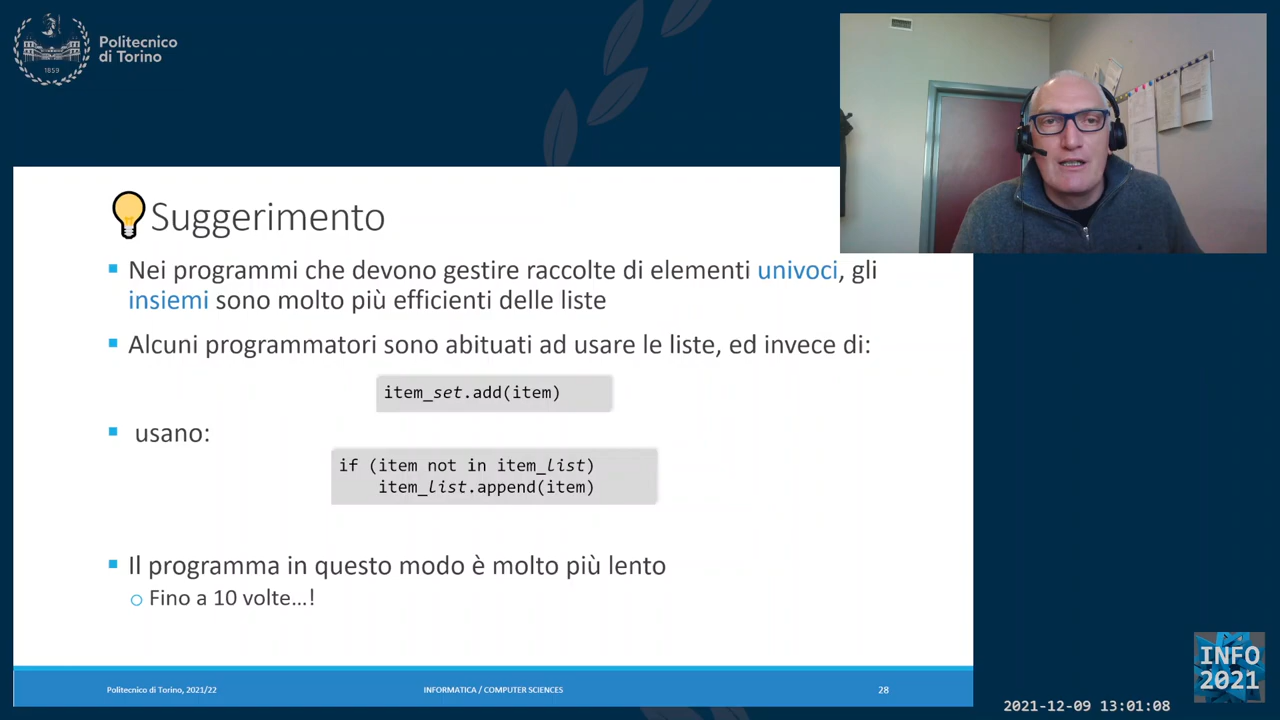 Politecnico
di Torino
1859
Suggerimento
Nei programmi che devono gestire raccolte di elementi univoci, gli
insiemi sono molto più efficienti delle liste
Alcuni programmatori sono abituati ad usare le liste, ed invece di:
item_set.add(item)
usano:
if (item not in item_list)
item_list.append(item)
Il programma in questo modo è molto più lento
Fino a 10 volte…!
Politecnico di Torino, 2021/22
INFORMATICA / COMPUTER SCIENCES
28
INFO
2021
2021-12-09 13:01:08